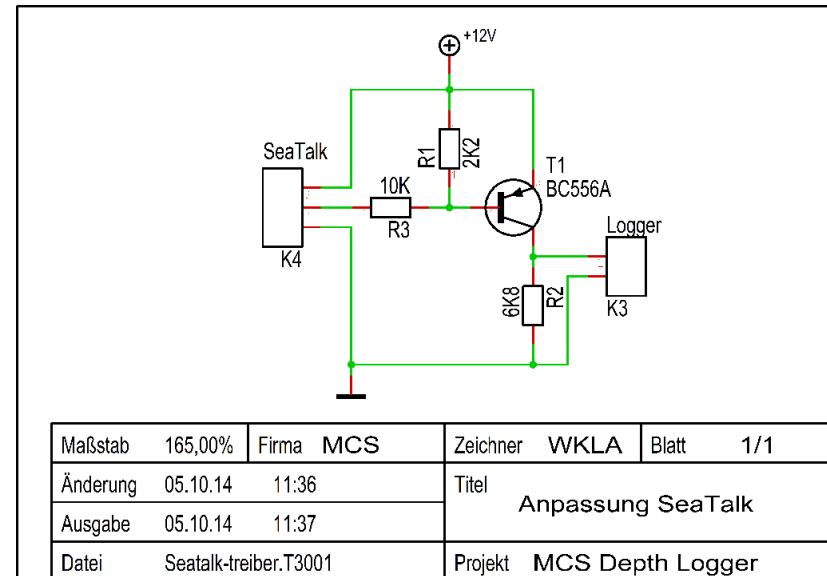 +12V
SeaTalk
R1
2K2
T1
BC556A
10K
R3
K4
Logger
6K8
R2
K3
Maßstab 165,00% Firma MCS Zeichner WKLA Blatt 1/1
Änderung 05.10.14 11:36 Titel
Anpassung SeaTalk
Ausgabe 05.10.14 11:37
Datei Seatalk-treiber.T3001 Projekt MCS Depth Logger